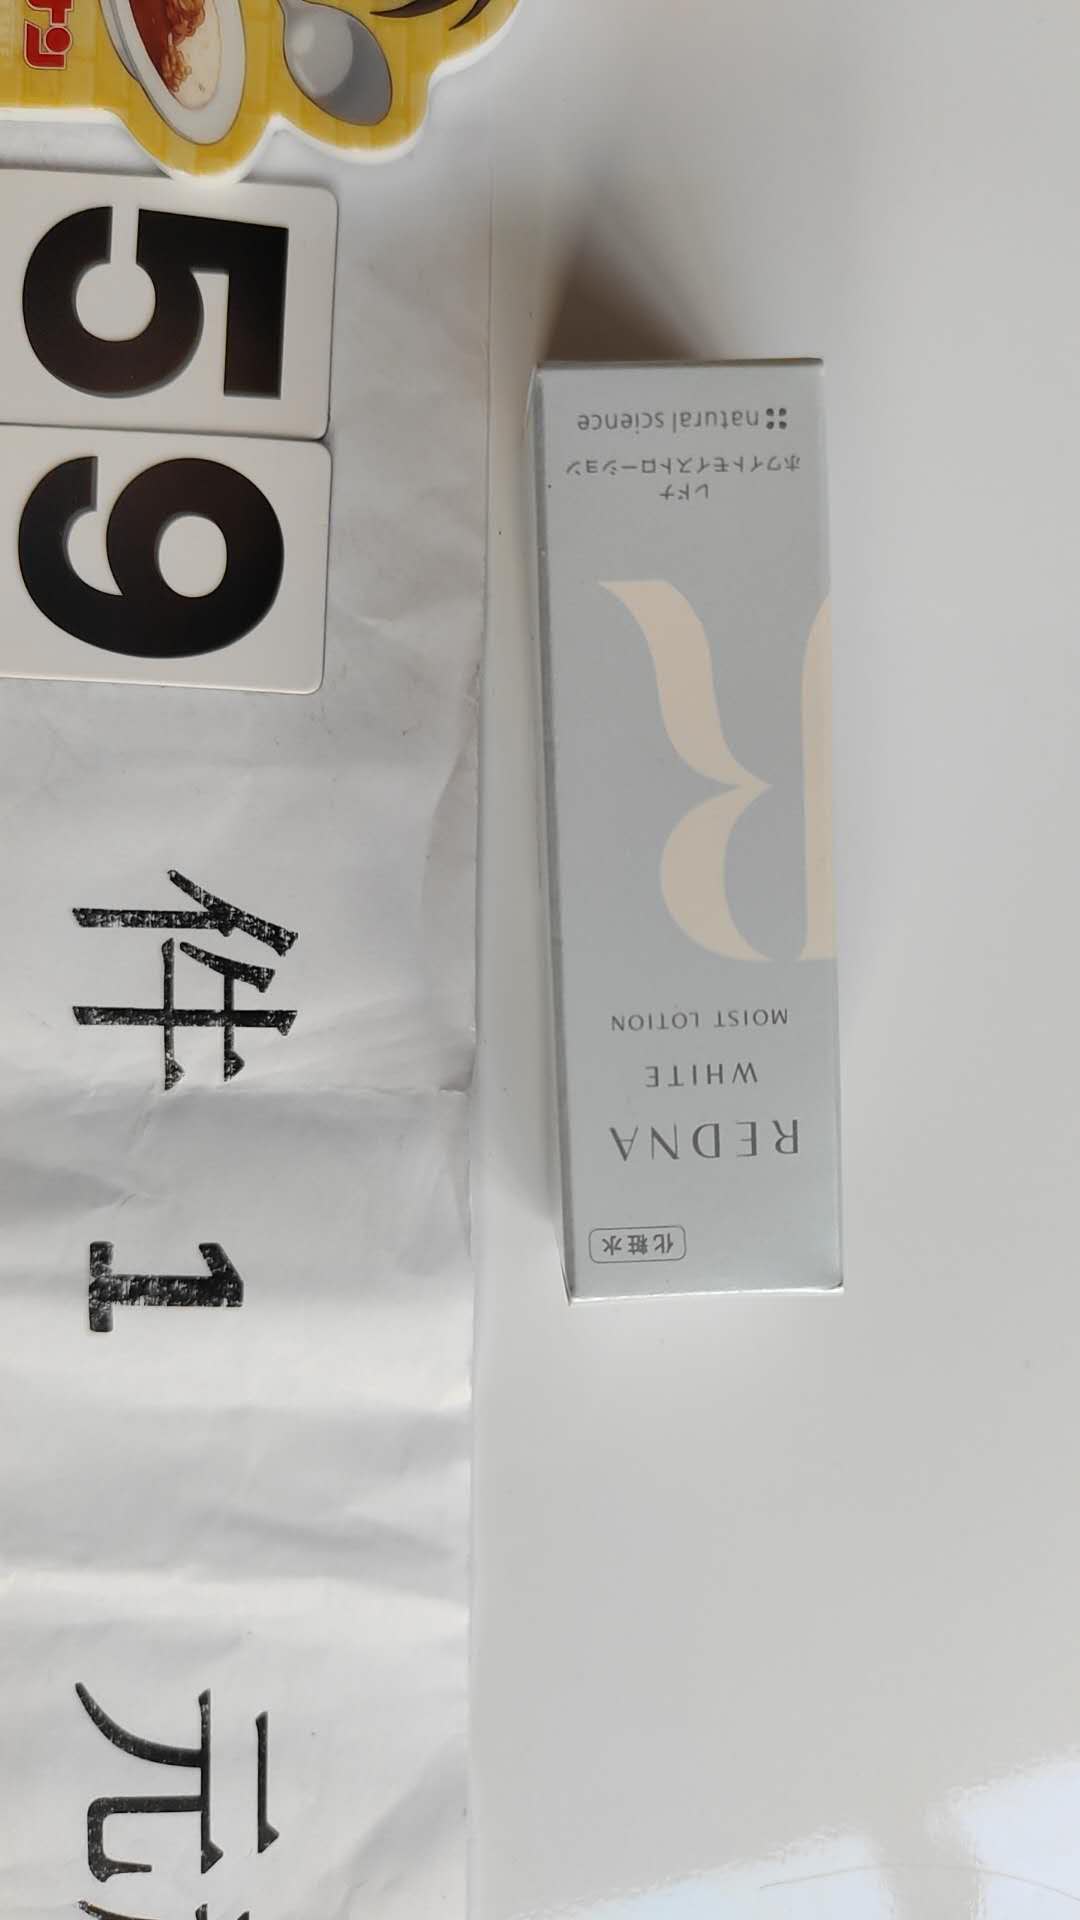 59
件 1 元
化粧水
REDNA
WHITE
MOIST LOTION
レドナ
ホワイトモイストローション
natural science